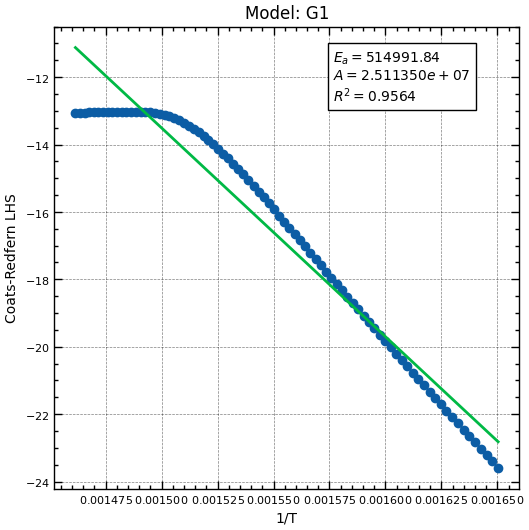 Model: G1
E_a = 514991.84
A = 2.511350e + 07
R^2 = 0.9564
−12
−14
−16
−18
−20
−22
−24
Coats-Redfern LHS
0.001475 0.001500 0.001525 0.001550 0.001575 0.001600 0.001625 0.001650
1/T